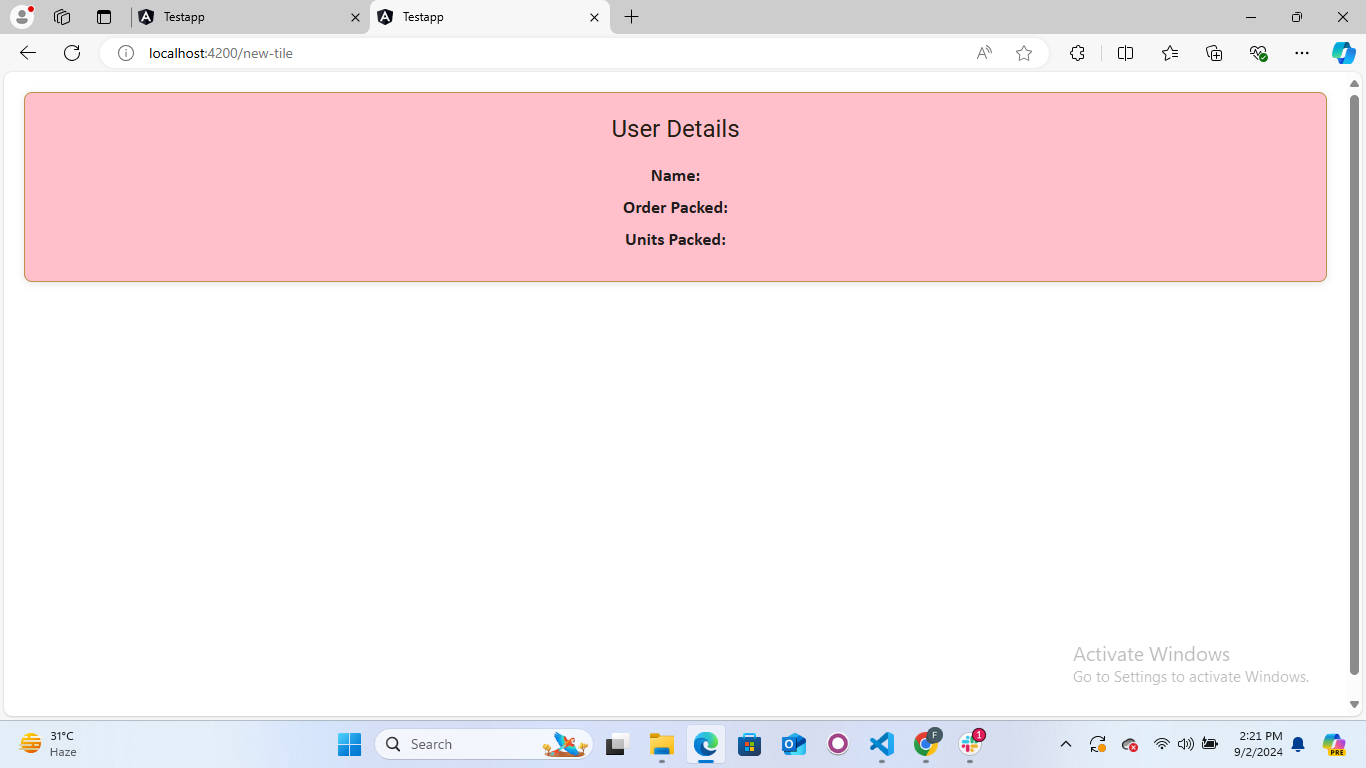 Testapp
Testapp
localhost:4200/new-tile
User Details
Name:
Order Packed:
Units Packed:
Activate Windows
Go to Settings to activate Windows.
31°C
Haze
Search
F
1
2:21 PM
9/2/2024
PRE